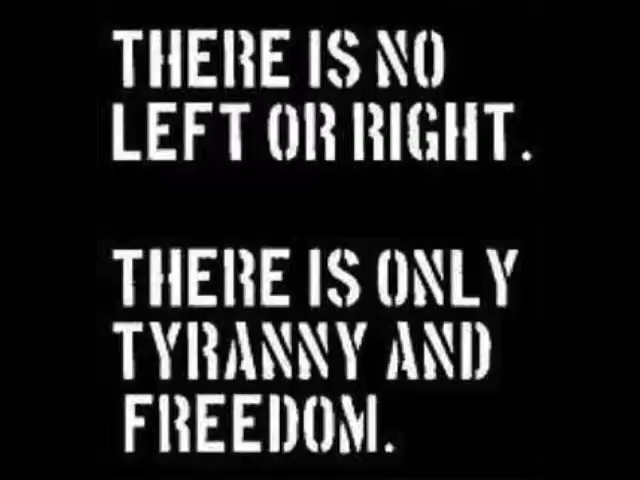 THERE IS NO
LEFT OR RIGHT.
THERE IS ONLY
TYRANNY AND
FREEDOM.